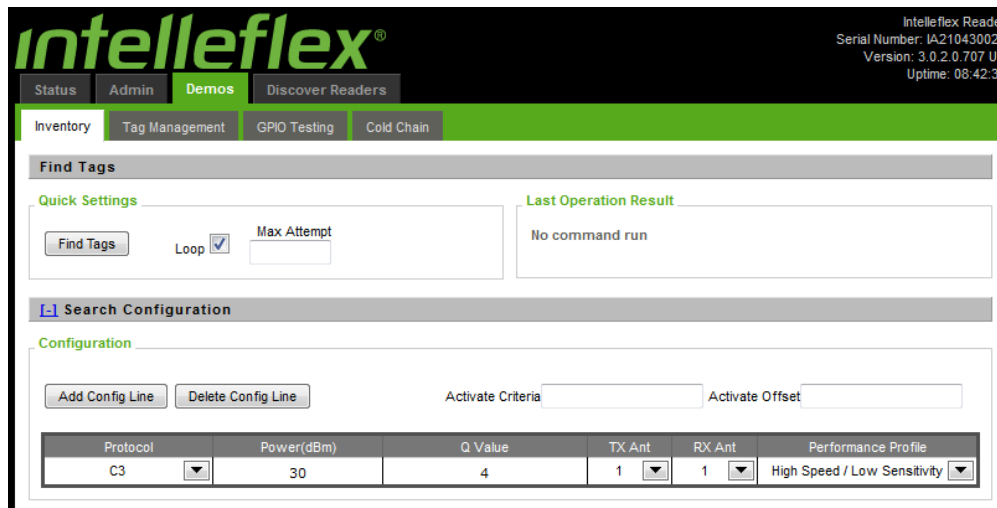 intelleflex®
Intelleflex Reade
Serial Number: IA21043002
Version: 3.0.2.0.707 U
Uptime: 08:42:3
Status Admin Demos Discover Readers
Inventory Tag Management GPIO Testing Cold Chain
Find Tags
Quick Settings
Last Operation Result
Find Tags Loop Max Attempt
No command run
[-] Search Configuration
Configuration
Add Config Line Delete Config Line Activate Criteria Activate Offset
Protocol Power(dBm) Q Value TX Ant RX Ant Performance Profile
C3 30 4 1 1 High Speed / Low Sensitivity